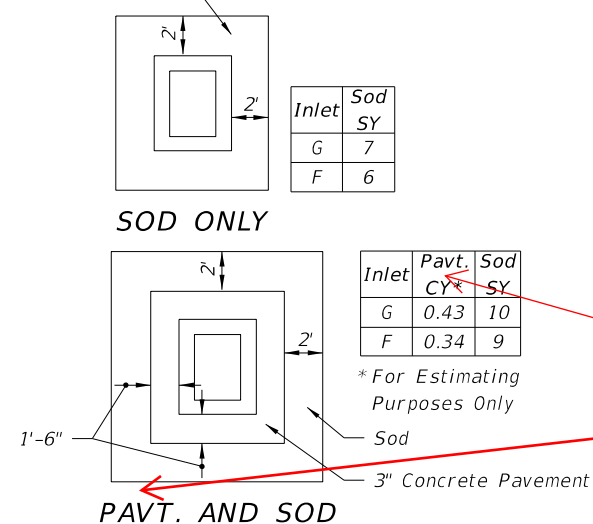 2'
2'
Inlet Sod SY
G 7
F 6
SOD ONLY
2'
2'
Inlet Pavt. CY* Sod SY
G 0.43 10
F 0.34 9
* For Estimating
Purposes Only
1'-6"
Sod
3" Concrete Pavement
PAVT. AND SOD